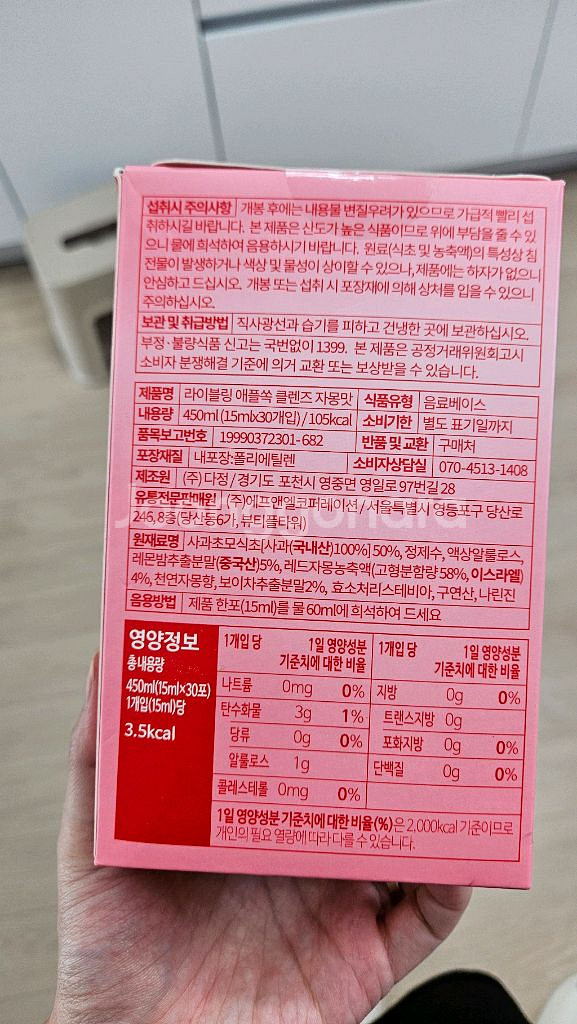 섭취시 주의사항 개봉 후에는 내용물 변질우려가 있으므로 가급적 빨리 섭
취하시길 바랍니다. 본 제품은 산도가 높은 식품이므로 위에 부담을 줄 수 있
으니 물에 희석하여 음용하시기 바랍니다. 원료(식초 및 농축액)의 특성상 침
전물이 발생하거나 색상 및 물성이 상이할 수 있으나, 제품에는 하자가 없으니
안심하고 드십시오. 개봉 또는 섭취 시 포장재에 의해 상처를 입을 수 있으니
주의하십시오.
보관 및 취급방법 직사광선과 습기를 피하고 건냉한 곳에 보관하십시오.
부정·불량식품 신고는 국번없이 1399. 본 제품은 공정거래위원회고시
소비자 분쟁해결 기준에 의거 교환 또는 보상받을 수 있습니다.
제품명 라이블링 애플쏙 클렌즈 자몽맛 식품유형 음료베이스
내용량 450ml (15mlx30개입) / 105kcal 소비기한 별도 표기일까지
품목보고번호 19990372301-682 반품 및 교환 구매처
포장재질 내포장:폴리에틸렌 소비자상담실 070-4513-1408
제조원 (주) 다정 / 경기도 포천시 영중면 영일로 97번길 28
유통전문판매원 (주)에프앤엘코퍼레이션 / 서울특별시 영등포구 당산로
246, 8층(당산동6가, 뷰티플라워)
원재료명 사과초모식초[사과(국내산)100%] 50%, 정제수, 액상알룰로스,
레몬밤추출분말(중국산)5%, 레드자몽농축액(고형분함량 58%, 이스라엘)
4%, 천연자몽향, 보이차추출분말2%, 효소처리스테비아, 구연산, 나린진
음용방법 제품 한포(15ml)를 물 60ml에 희석하여 드세요
영양정보
총 내용량
450ml(15ml×30포)
1개입(15ml)당
3.5kcal
1개입 당 1일 영양성분 기준치에 대한 비율 1개입 당 1일 영양성분 기준치에 대한 비율
나트륨 0mg 0% 지방 0g 0%
탄수화물 3g 1% 트랜스지방 0g
당류 0g 0% 포화지방 0g 0%
알룰로스 1g 단백질 0g 0%
콜레스테롤 0mg 0%
1일 영양성분 기준치에 대한 비율(%)은 2,000kcal 기준이므로
개인의 필요 열량에 따라 다를 수 있습니다.